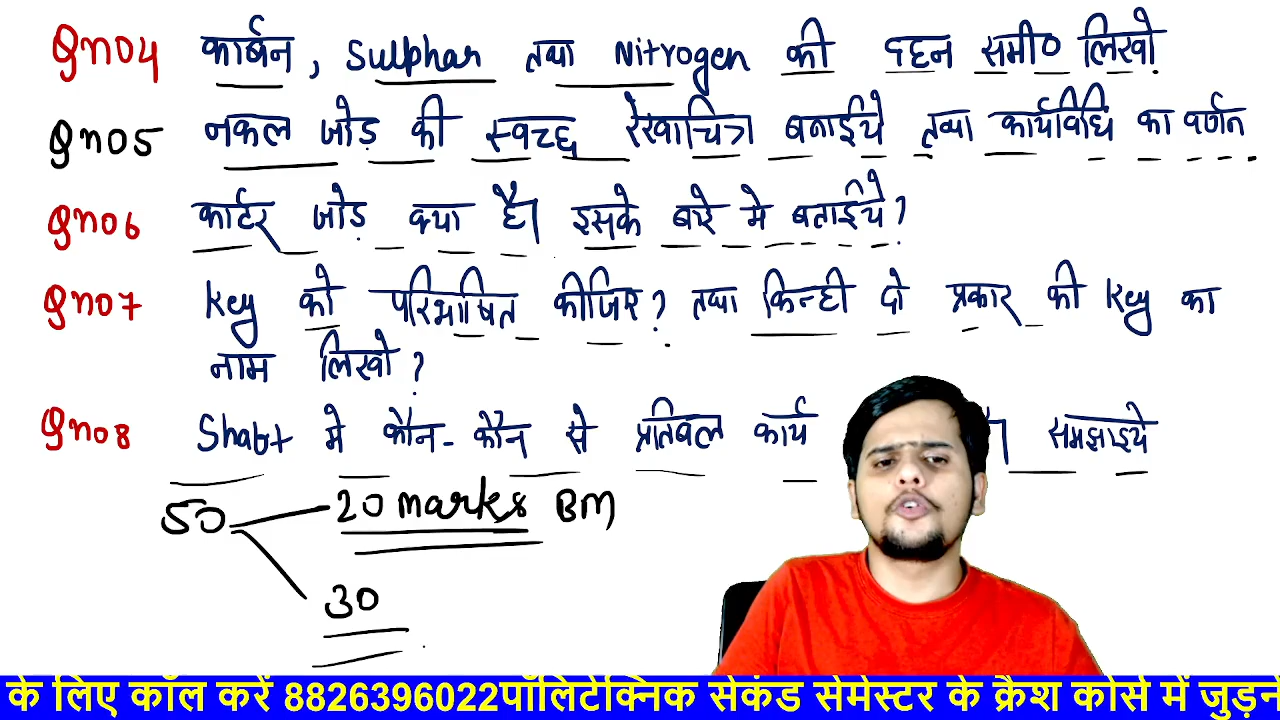 Qno4 कार्बन, Sulphar तथा Nitrogen की दहन समी० लिखो
Qno5 नकल जोड़ की स्वच्छ रेखाचित्र बनाईये तथा कार्यविधि का वर्णन
Qno6 कार्टर जोड़ क्या है। इसके बारे मे बताईये?
Qno7 Key को परिभाषित कीजिए? तथा किन्ही दो प्रकार की Key का
नाम लिखो?
Qno8 Shabt मे कौन-कौन से प्रतिबल कार्य समझाइये
50 20 marks BM
30
के लिए कॉल करें 8826396022पॉलिटेक्निक सेकंड सेमेस्टर के क्रैश कोर्स में जुड़ने